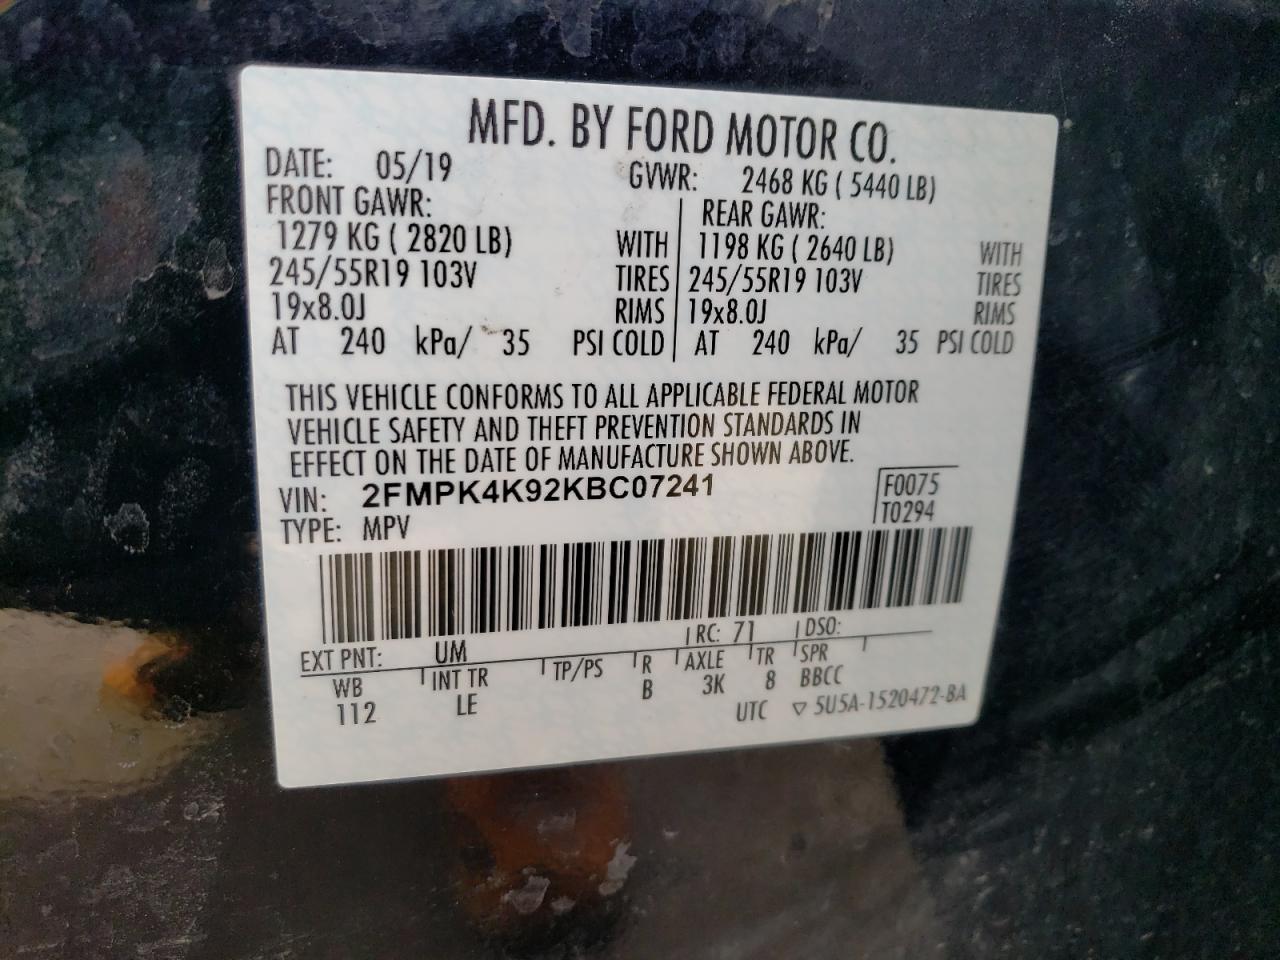 MFD. BY FORD MOTOR CO.
DATE: 05/19 GVWR: 2468 KG ( 5440 LB)
FRONT GAWR: REAR GAWR:
1279 KG ( 2820 LB) WITH 1198 KG ( 2640 LB) WITH
245/55R19 103V TIRES 245/55R19 103V TIRES
19x8.0J RIMS 19x8.0J RIMS
AT 240 kPa/ 35 PSI COLD AT 240 kPa/ 35 PSI COLD
THIS VEHICLE CONFORMS TO ALL APPLICABLE FEDERAL MOTOR
VEHICLE SAFETY AND THEFT PREVENTION STANDARDS IN
EFFECT ON THE DATE OF MANUFACTURE SHOWN ABOVE.
VIN: 2FMPK4K92KBC07241 F0075
TYPE: MPV T0294
EXT PNT: UM RC: 71 DSO:
WB INT TR TP/PS R AXLE TR SPR
112 LE B 3K 8 BBCC
UTC ▽ 5U5A-1520472-BA